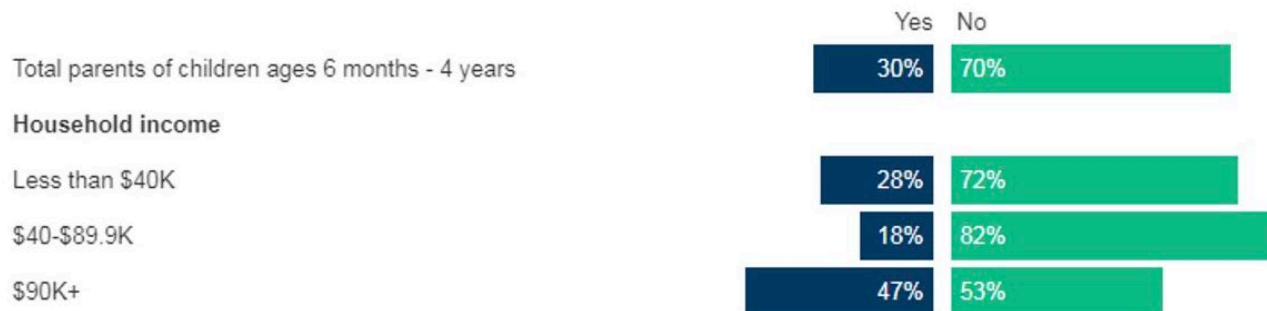 Yes No
Total parents of children ages 6 months - 4 years 30% 70%
Household income
Less than $40K 28% 72%
$40-$89.9K 18% 82%
$90K+ 47% 53%